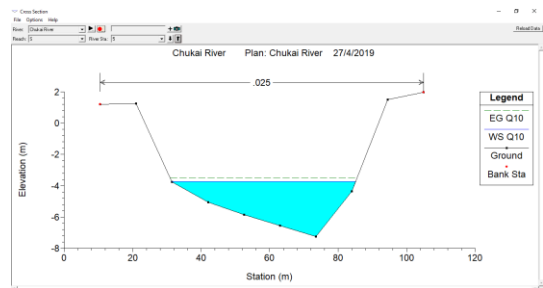 Cross Section
File Options Help
River: Chukai River
Reach: S River Sta.: 5
Reload Data
Chukai River Plan: Chukai River 27/4/2019
.025
Legend
EG Q10
WS Q10
Ground
Bank Sta
Elevation (m)
2
0
-2
-4
-6
-8
0 20 40 60 80 100 120
Station (m)